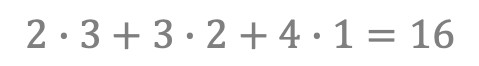 2 · 3 + 3 · 2 + 4 · 1 = 16